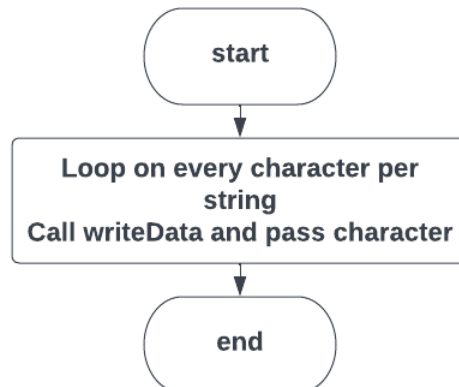 start
Loop on every character per
string
Call writeData and pass character
end